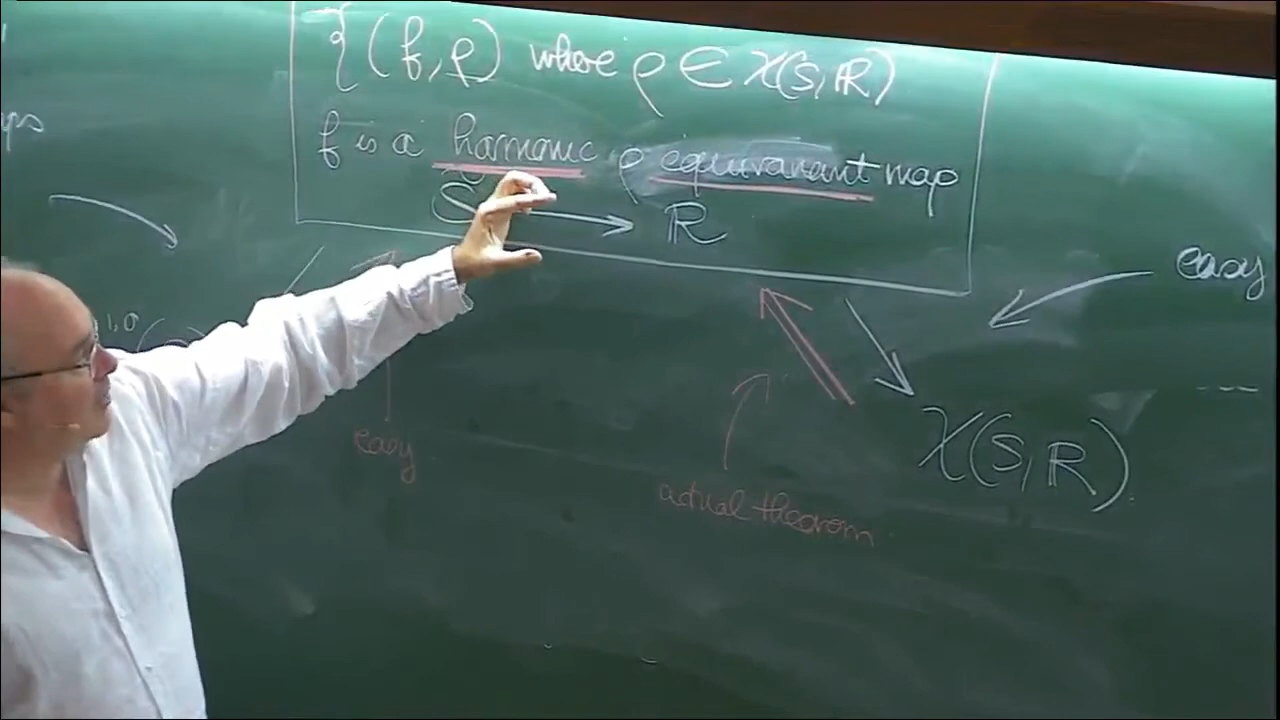 {(f, ρ) where ρ ∈ χ(S, ℝ)
f is a harmonic ρ equivariant map
S → ℝ
easy
easy
χ(S, ℝ).
actual theorem